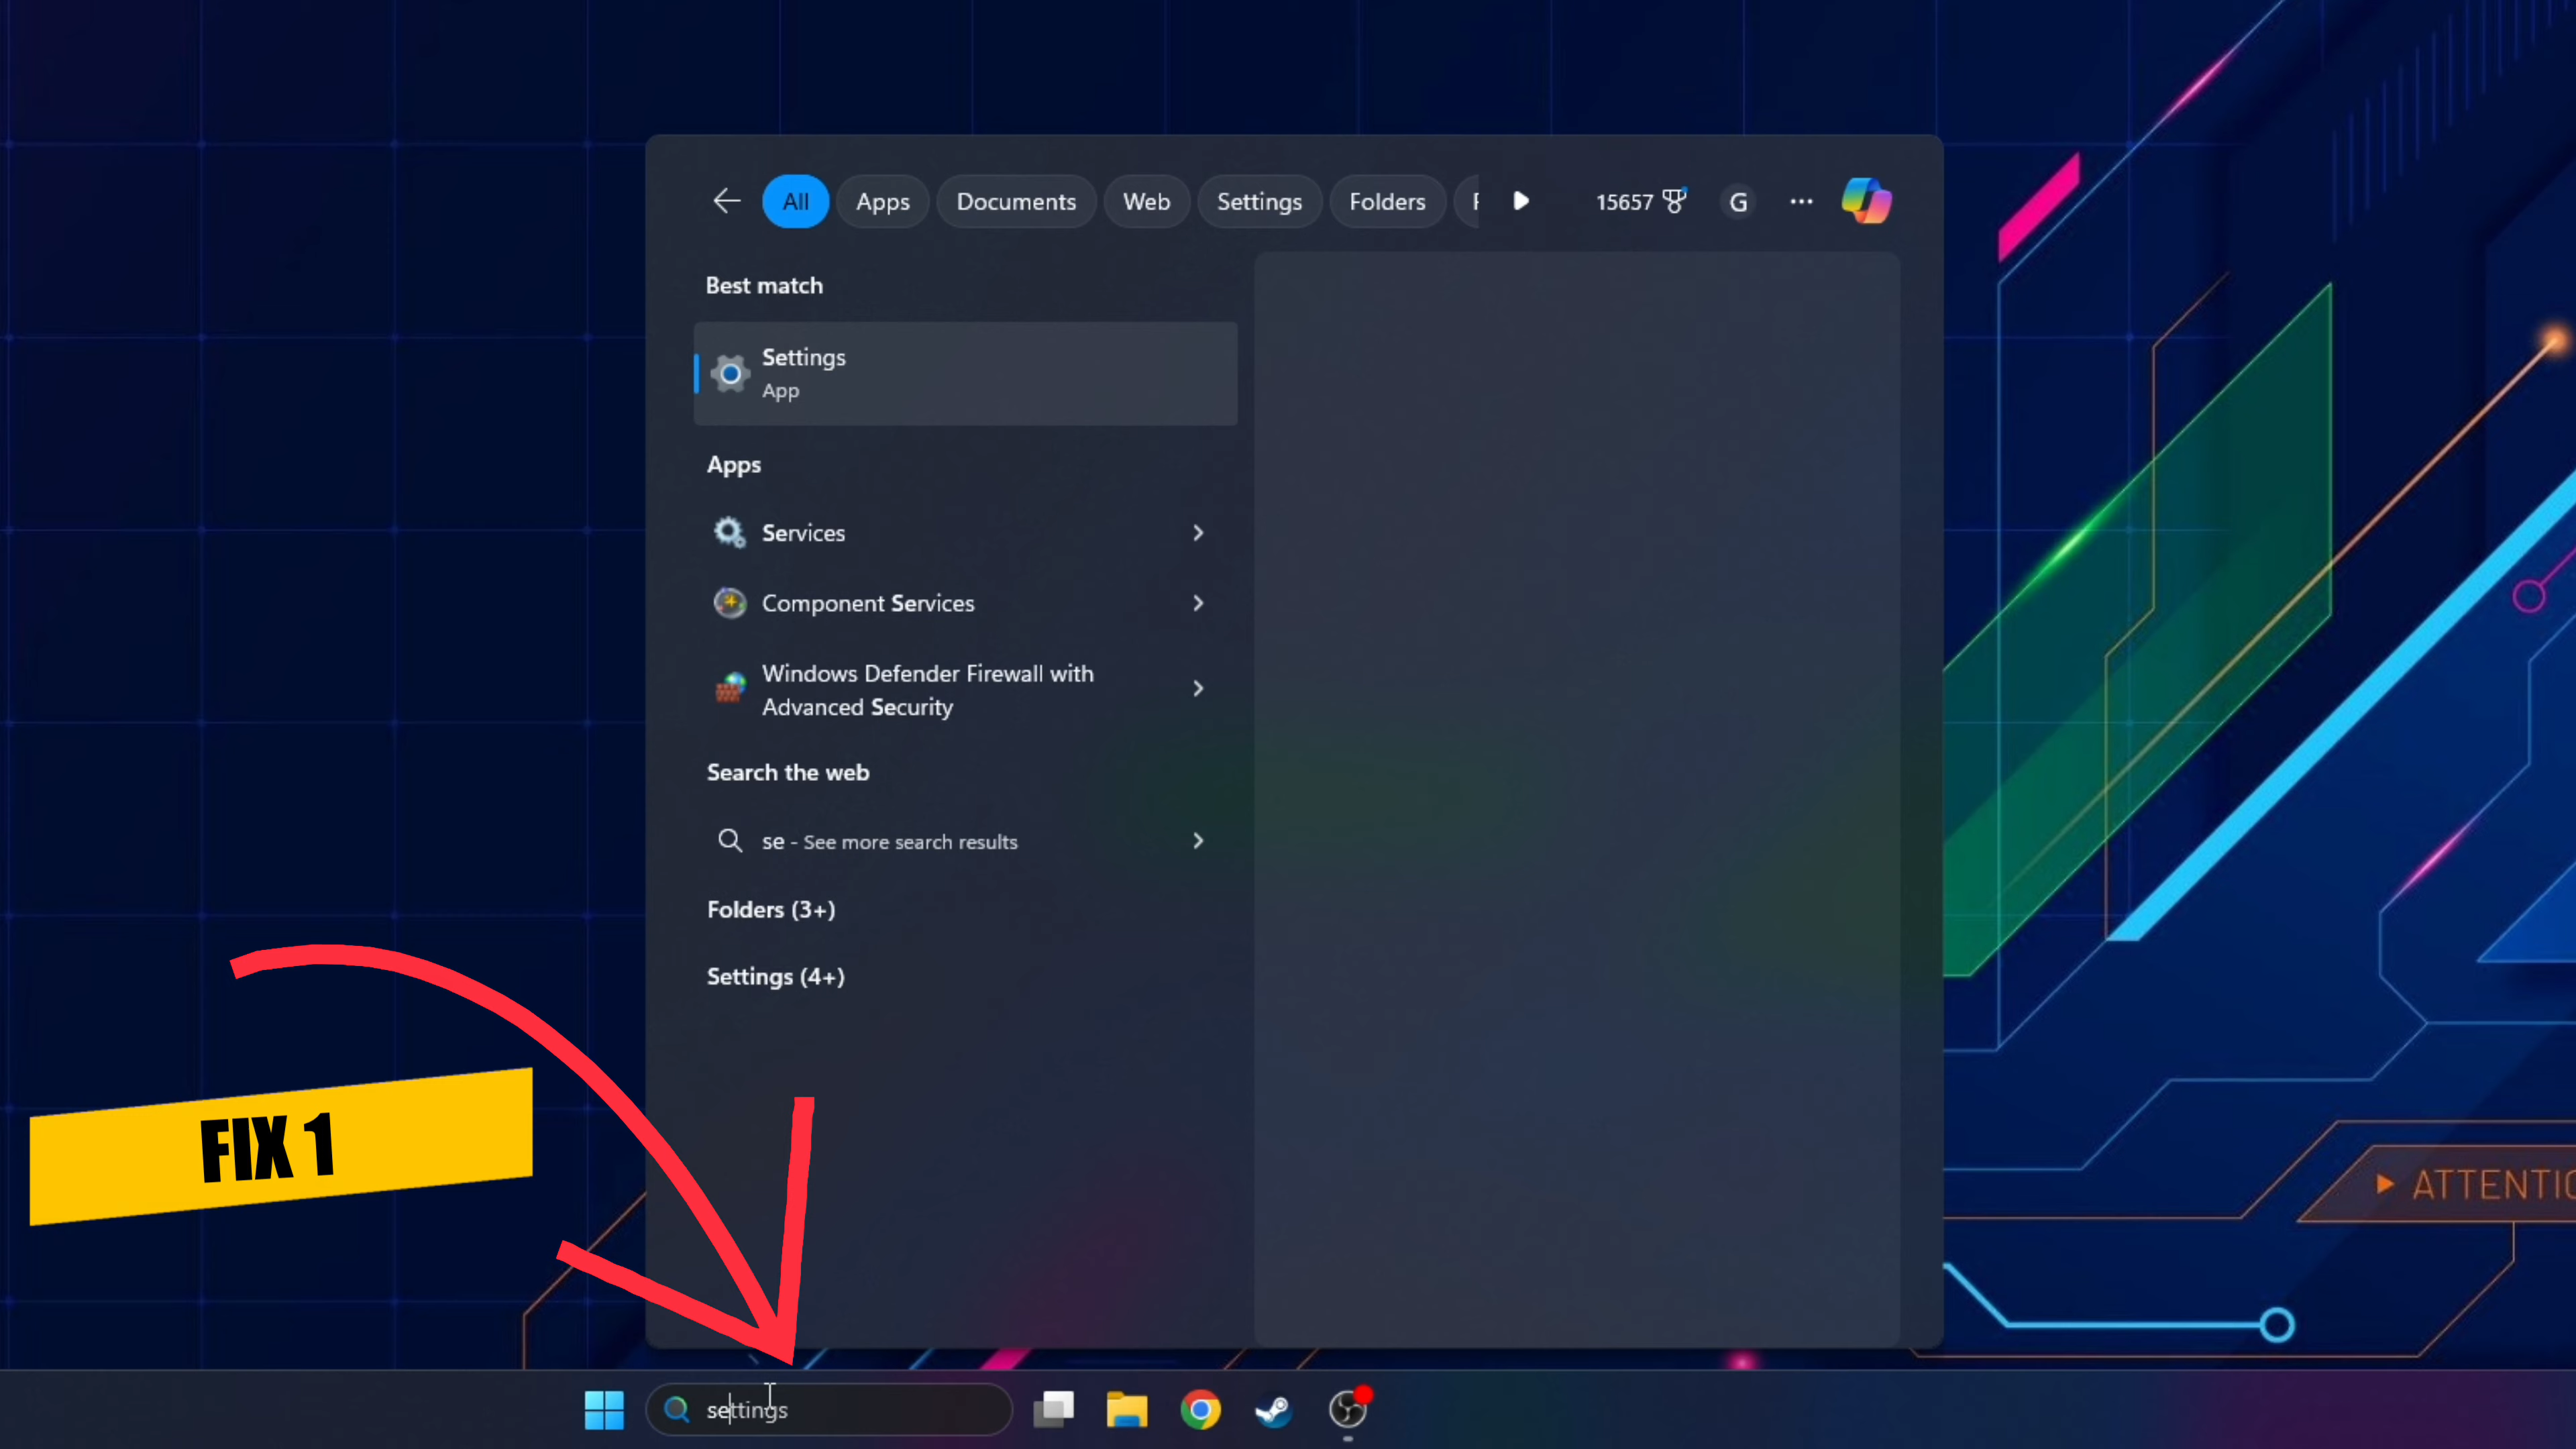 All Apps Documents Web Settings Folders 15657 G
Best match
Settings
App
Apps
Services
Component Services
Windows Defender Firewall with
Advanced Security
Search the web
se - See more search results
Folders (3+)
Settings (4+)
FIX 1
settings